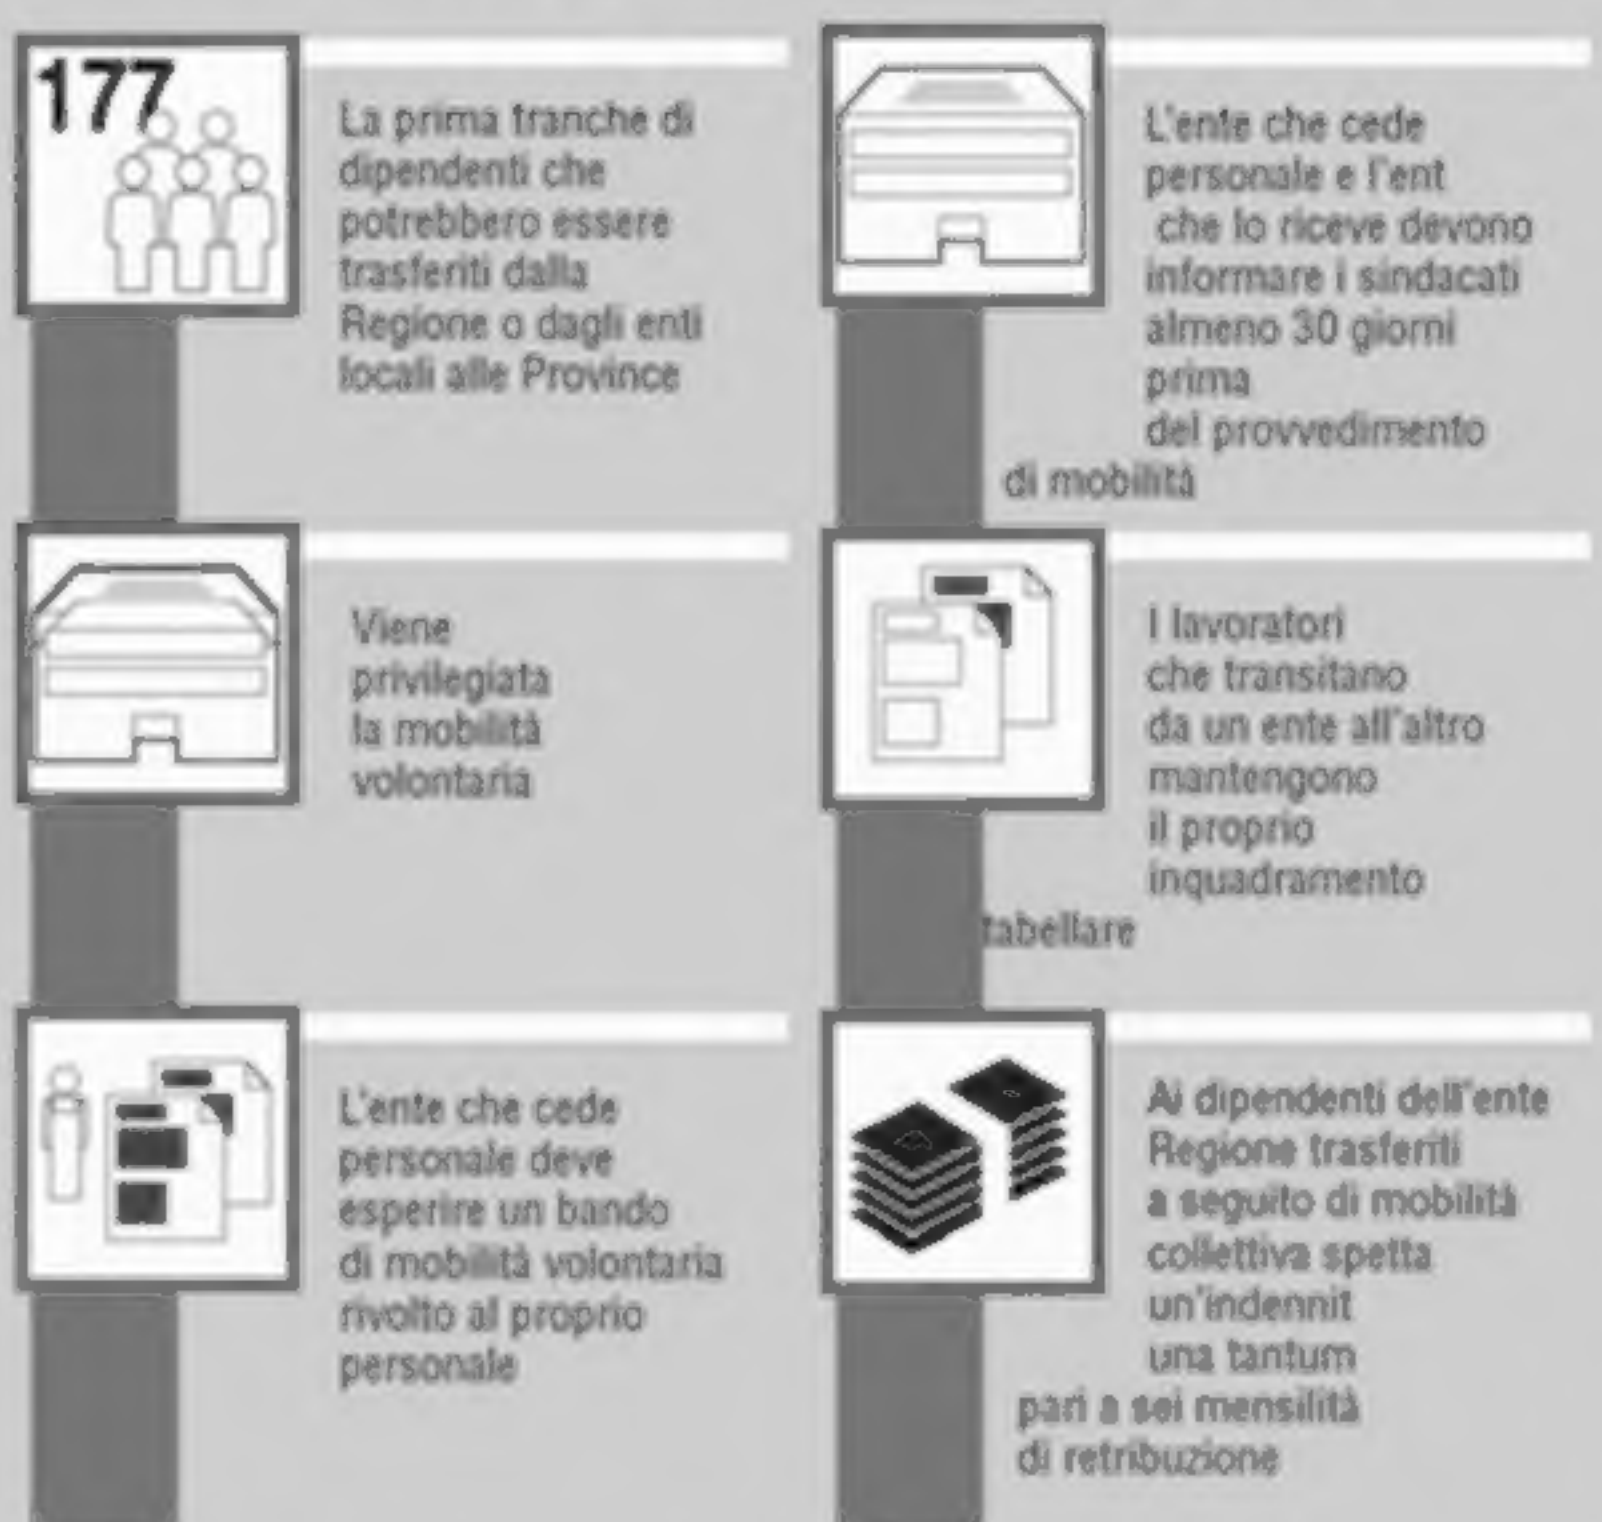 177
La prima tranche di
dipendenti che
potrebbero essere
trasferiti dalla
Regione o dagli enti
locali alle Province
Viene
privilegiata
la mobilità
volontaria
L'ente che cede
personale deve
esperire un bando
di mobilità volontaria
rivolto al proprio
personale
L'ente che cede
personale e l'ent
che lo riceve devono
informare i sindacati
almeno 30 giorni
prima
del provvedimento
di mobilità
I lavoratori
che transitano
da un ente all'altro
mantengono
il proprio
inquadramento
tabellare
Ai dipendenti dell'ente
Regione trasferiti
a seguito di mobilità
collettiva spetta
un'indennit
una tantum
pari a sei mensilità
di retribuzione